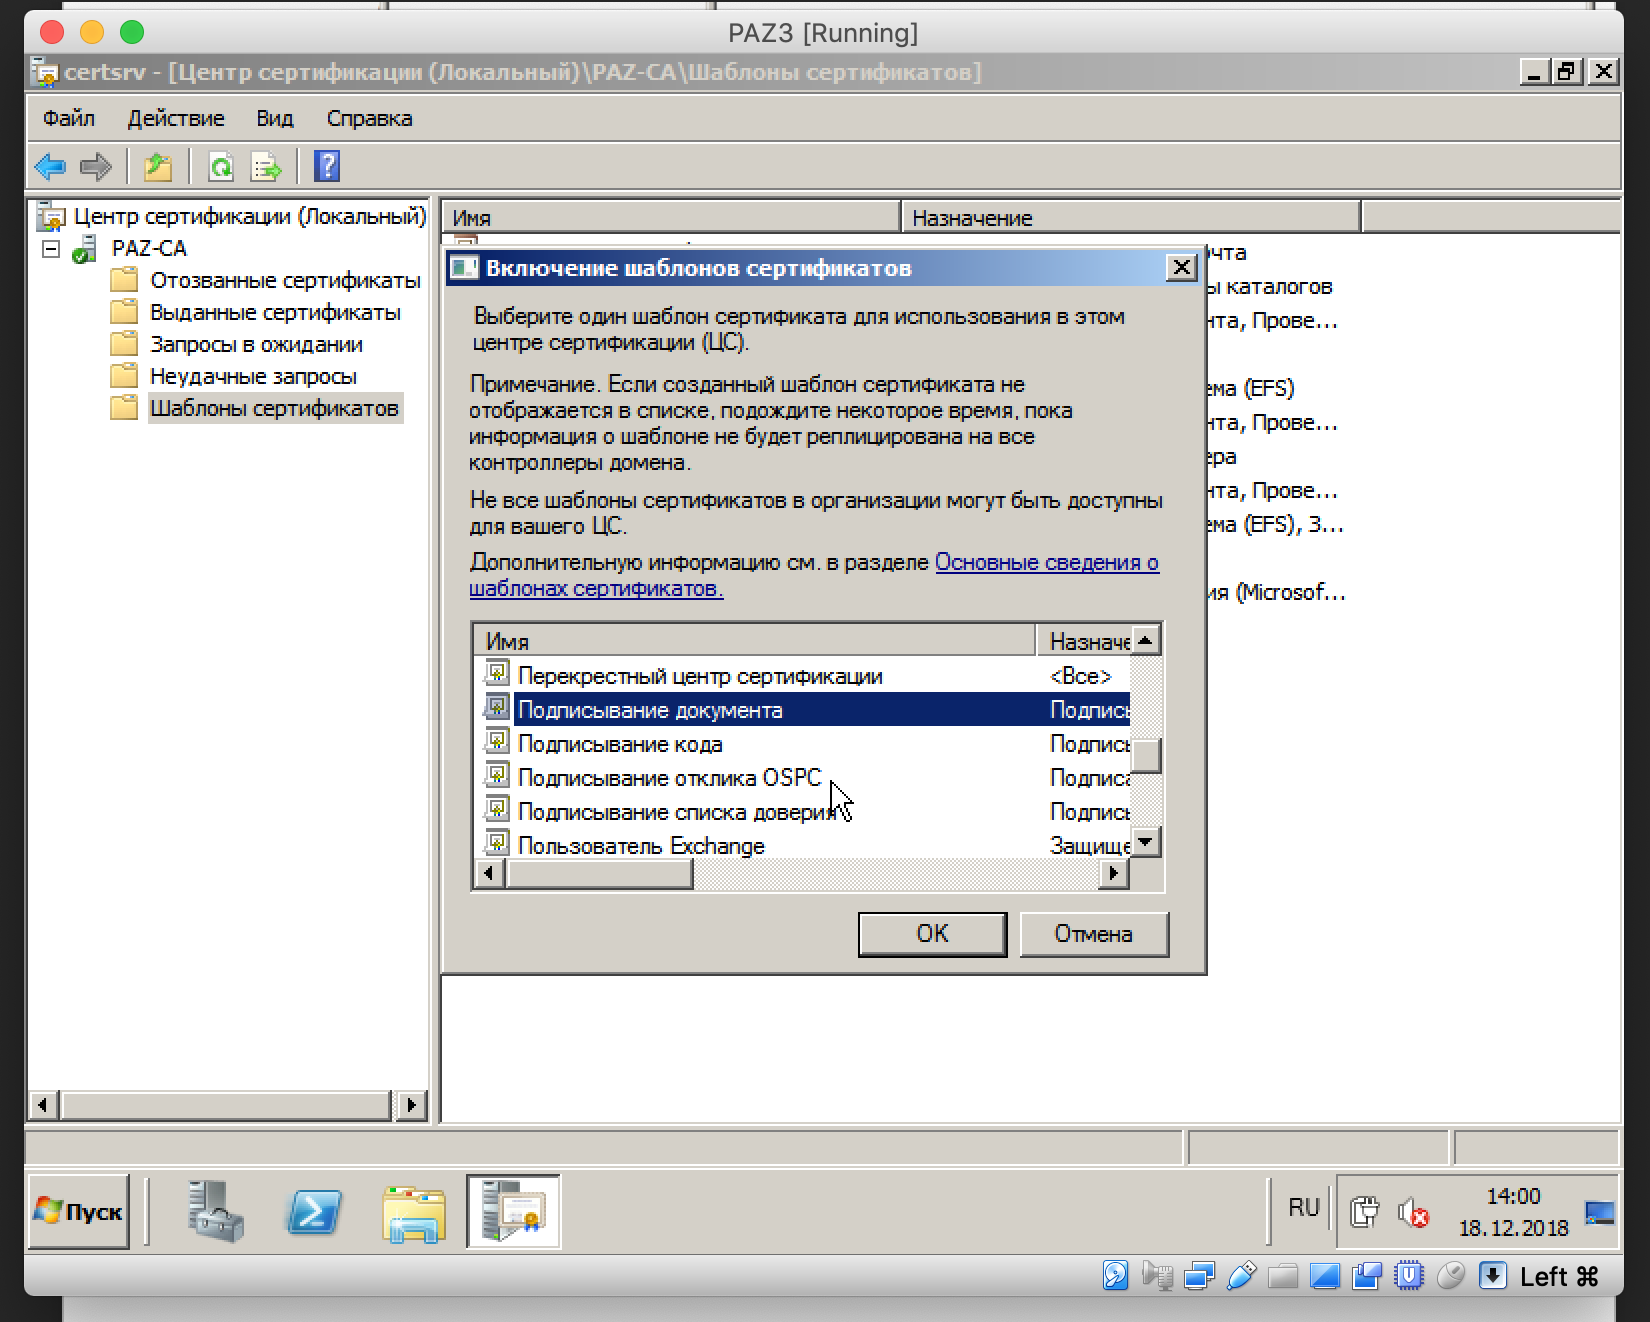 PAZ3 [Running]
certsrv - [Центр сертификации (Локальный)\PAZ-CA\Шаблоны сертификатов]
Файл Действие Вид Справка
Центр сертификации (Локальный)
PAZ-CA
Отозванные сертификаты
Выданные сертификаты
Запросы в ожидании
Неудачные запросы
Шаблоны сертификатов
Имя Назначение
Включение шаблонов сертификатов
Выберите один шаблон сертификата для использования в этом
центре сертификации (ЦС).
Примечание. Если созданный шаблон сертификата не
отображается в списке, подождите некоторое время, пока
информация о шаблоне не будет реплицирована на все
контроллеры домена.
Не все шаблоны сертификатов в организации могут быть доступны
для вашего ЦС.
Дополнительную информацию см. в разделе Основные сведения о
шаблонах сертификатов.
Имя Назначе
Перекрестный центр сертификации <Все>
Подписывание документа Подпись
Подписывание кода Подпись
Подписывание отклика OSPC Подписа
Подписывание списка доверия Подпись
Пользователь Exchange Защище
OK Отмена
чта
ы каталогов
нта, Прове...
ема (EFS)
нта, Прове...
ера
нта, Прове...
ема (EFS), З...
ия (Microsof...
Пуск
RU
14:00
18.12.2018
Left ⌘